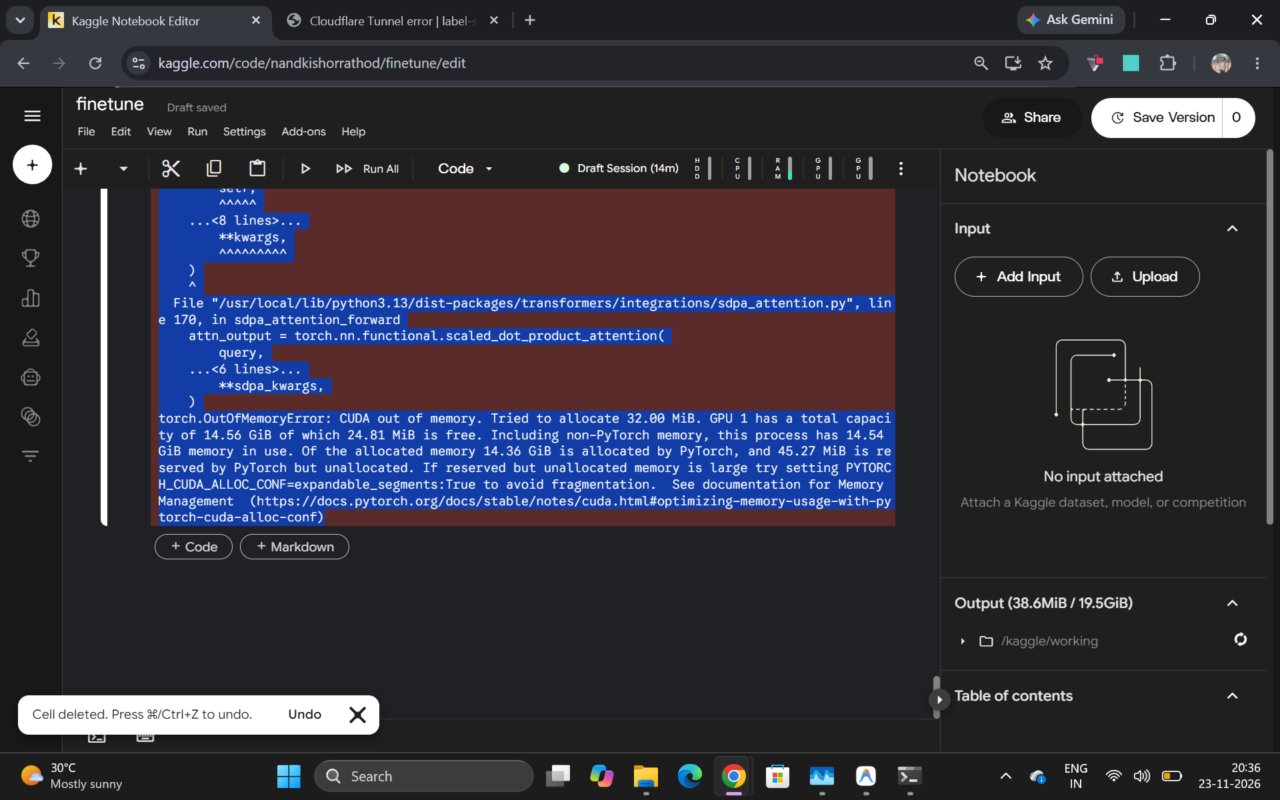 Kaggle Notebook Editor
Cloudflare Tunnel error | label-s
Ask Gemini
kaggle.com/code/nandkishorrathod/finetune/edit
finetune
Draft saved
File Edit View Run Settings Add-ons Help
Share
Save Version 0
Run All
Code
Draft Session (14m)
HDD
CPU
RAM
GPU
GPU
self,
^^^^^
...<8 lines>...
**kwargs,
^^^^^^^^^
)
^
File "/usr/local/lib/python3.13/dist-packages/transformers/integrations/sdpa_attention.py", lin
e 170, in sdpa_attention_forward
attn_output = torch.nn.functional.scaled_dot_product_attention(
query,
...<6 lines>...
**sdpa_kwargs,
)
torch.OutOfMemoryError: CUDA out of memory. Tried to allocate 32.00 MiB. GPU 1 has a total capaci
ty of 14.56 GiB of which 24.81 MiB is free. Including non-PyTorch memory, this process has 14.54
GiB memory in use. Of the allocated memory 14.36 GiB is allocated by PyTorch, and 45.27 MiB is re
served by PyTorch but unallocated. If reserved but unallocated memory is large try setting PYTORC
H_CUDA_ALLOC_CONF=expandable_segments:True to avoid fragmentation.  See documentation for Memory
Management  (https://docs.pytorch.org/docs/stable/notes/cuda.html#optimizing-memory-usage-with-py
torch-cuda-alloc-conf)
+ Code
+ Markdown
Notebook
Input
+ Add Input
Upload
No input attached
Attach a Kaggle dataset, model, or competition
Output (38.6MiB / 19.5GiB)
/kaggle/working
Table of contents
Cell deleted. Press ⌘/Ctrl+Z to undo.
Undo
30°C
Mostly sunny
Search
ENG
IN
20:36
23-11-2026